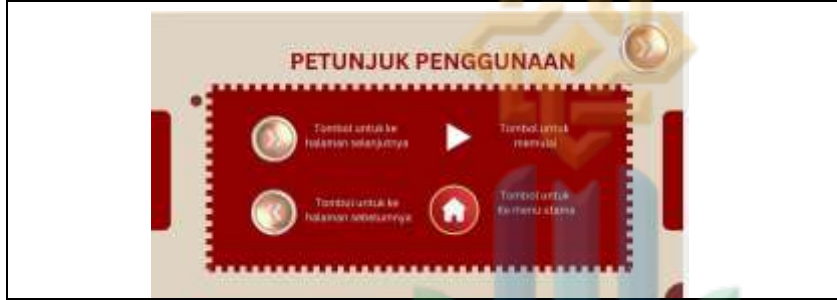 PETUNJUK PENGGUNAAN
Tombol untuk ke
halaman selanjutnya
Tombol untuk
memulai
Tombol untuk ke
halaman sebelumnya
Tombol untuk
Ke menu utama